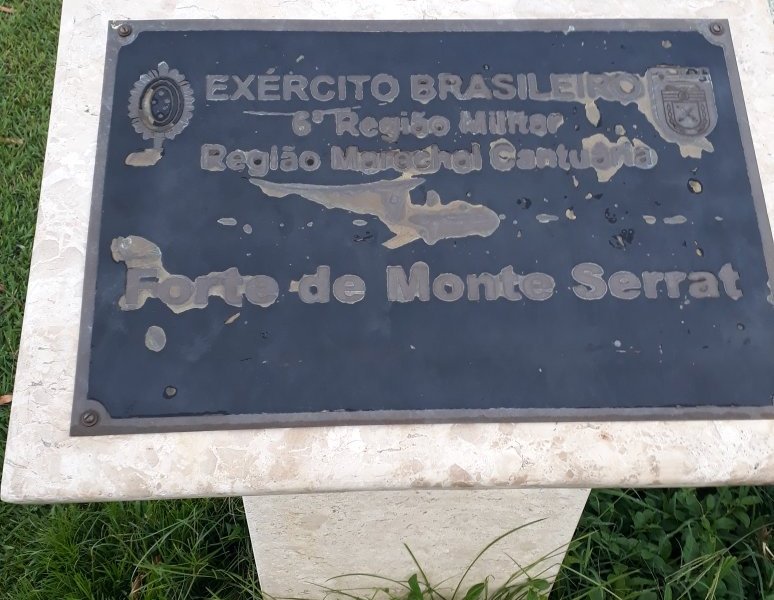 EXÉRCITO BRASILEIRO
6ª Região Militar
Região Marechal Cantuária
Forte de Monte Serrat